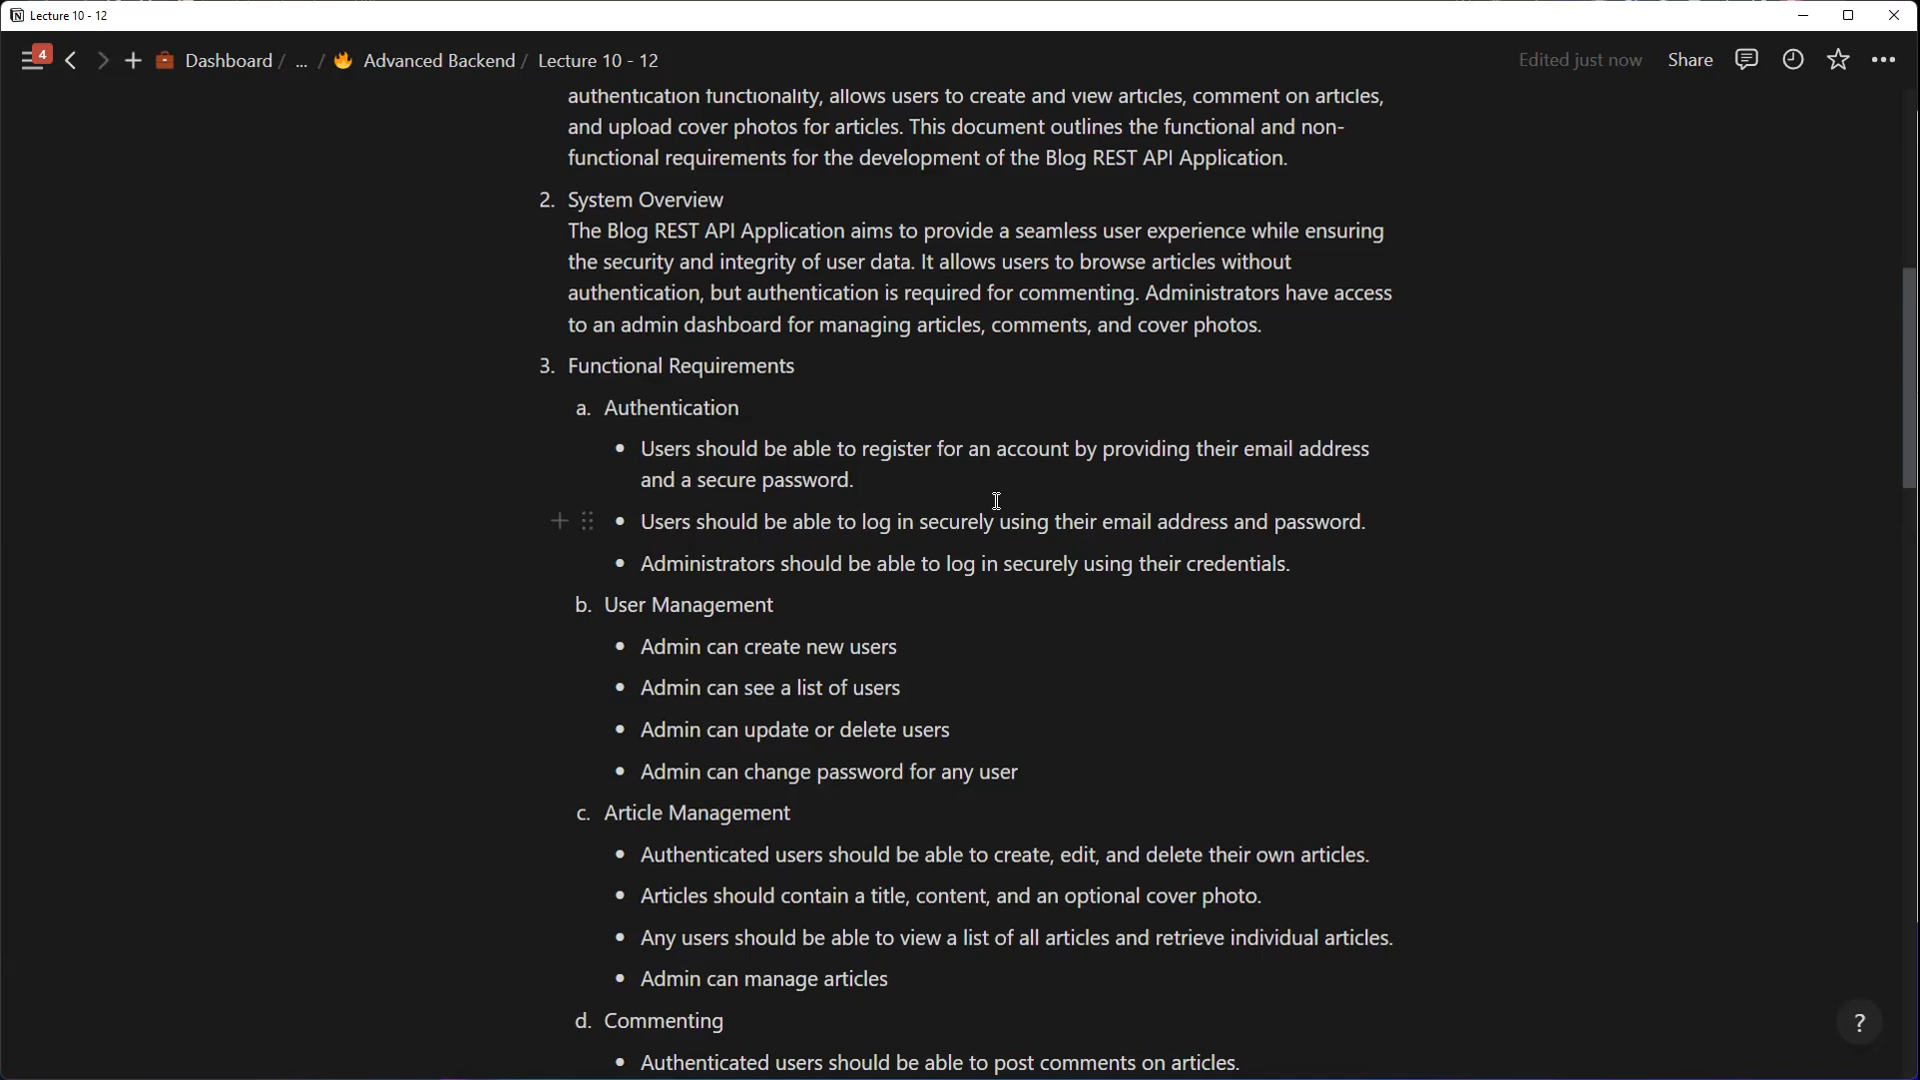 Lecture 10 - 12
4
Dashboard / ... / Advanced Backend / Lecture 10 - 12
Edited just now Share
authentication functionality, allows users to create and view articles, comment on articles,
and upload cover photos for articles. This document outlines the functional and non-
functional requirements for the development of the Blog REST API Application.
2. System Overview
The Blog REST API Application aims to provide a seamless user experience while ensuring
the security and integrity of user data. It allows users to browse articles without
authentication, but authentication is required for commenting. Administrators have access
to an admin dashboard for managing articles, comments, and cover photos.
3. Functional Requirements
a. Authentication
• Users should be able to register for an account by providing their email address
and a secure password.
• Users should be able to log in securely using their email address and password.
• Administrators should be able to log in securely using their credentials.
b. User Management
• Admin can create new users
• Admin can see a list of users
• Admin can update or delete users
• Admin can change password for any user
c. Article Management
• Authenticated users should be able to create, edit, and delete their own articles.
• Articles should contain a title, content, and an optional cover photo.
• Any users should be able to view a list of all articles and retrieve individual articles.
• Admin can manage articles
d. Commenting
• Authenticated users should be able to post comments on articles.
?